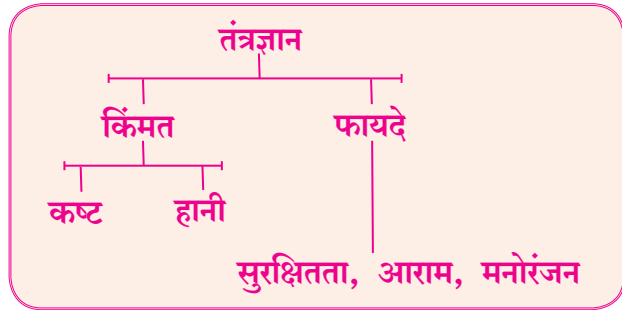 तंत्रज्ञान
किंमत फायदे
कष्ट हानी
सुरक्षितता, आराम, मनोरंजन